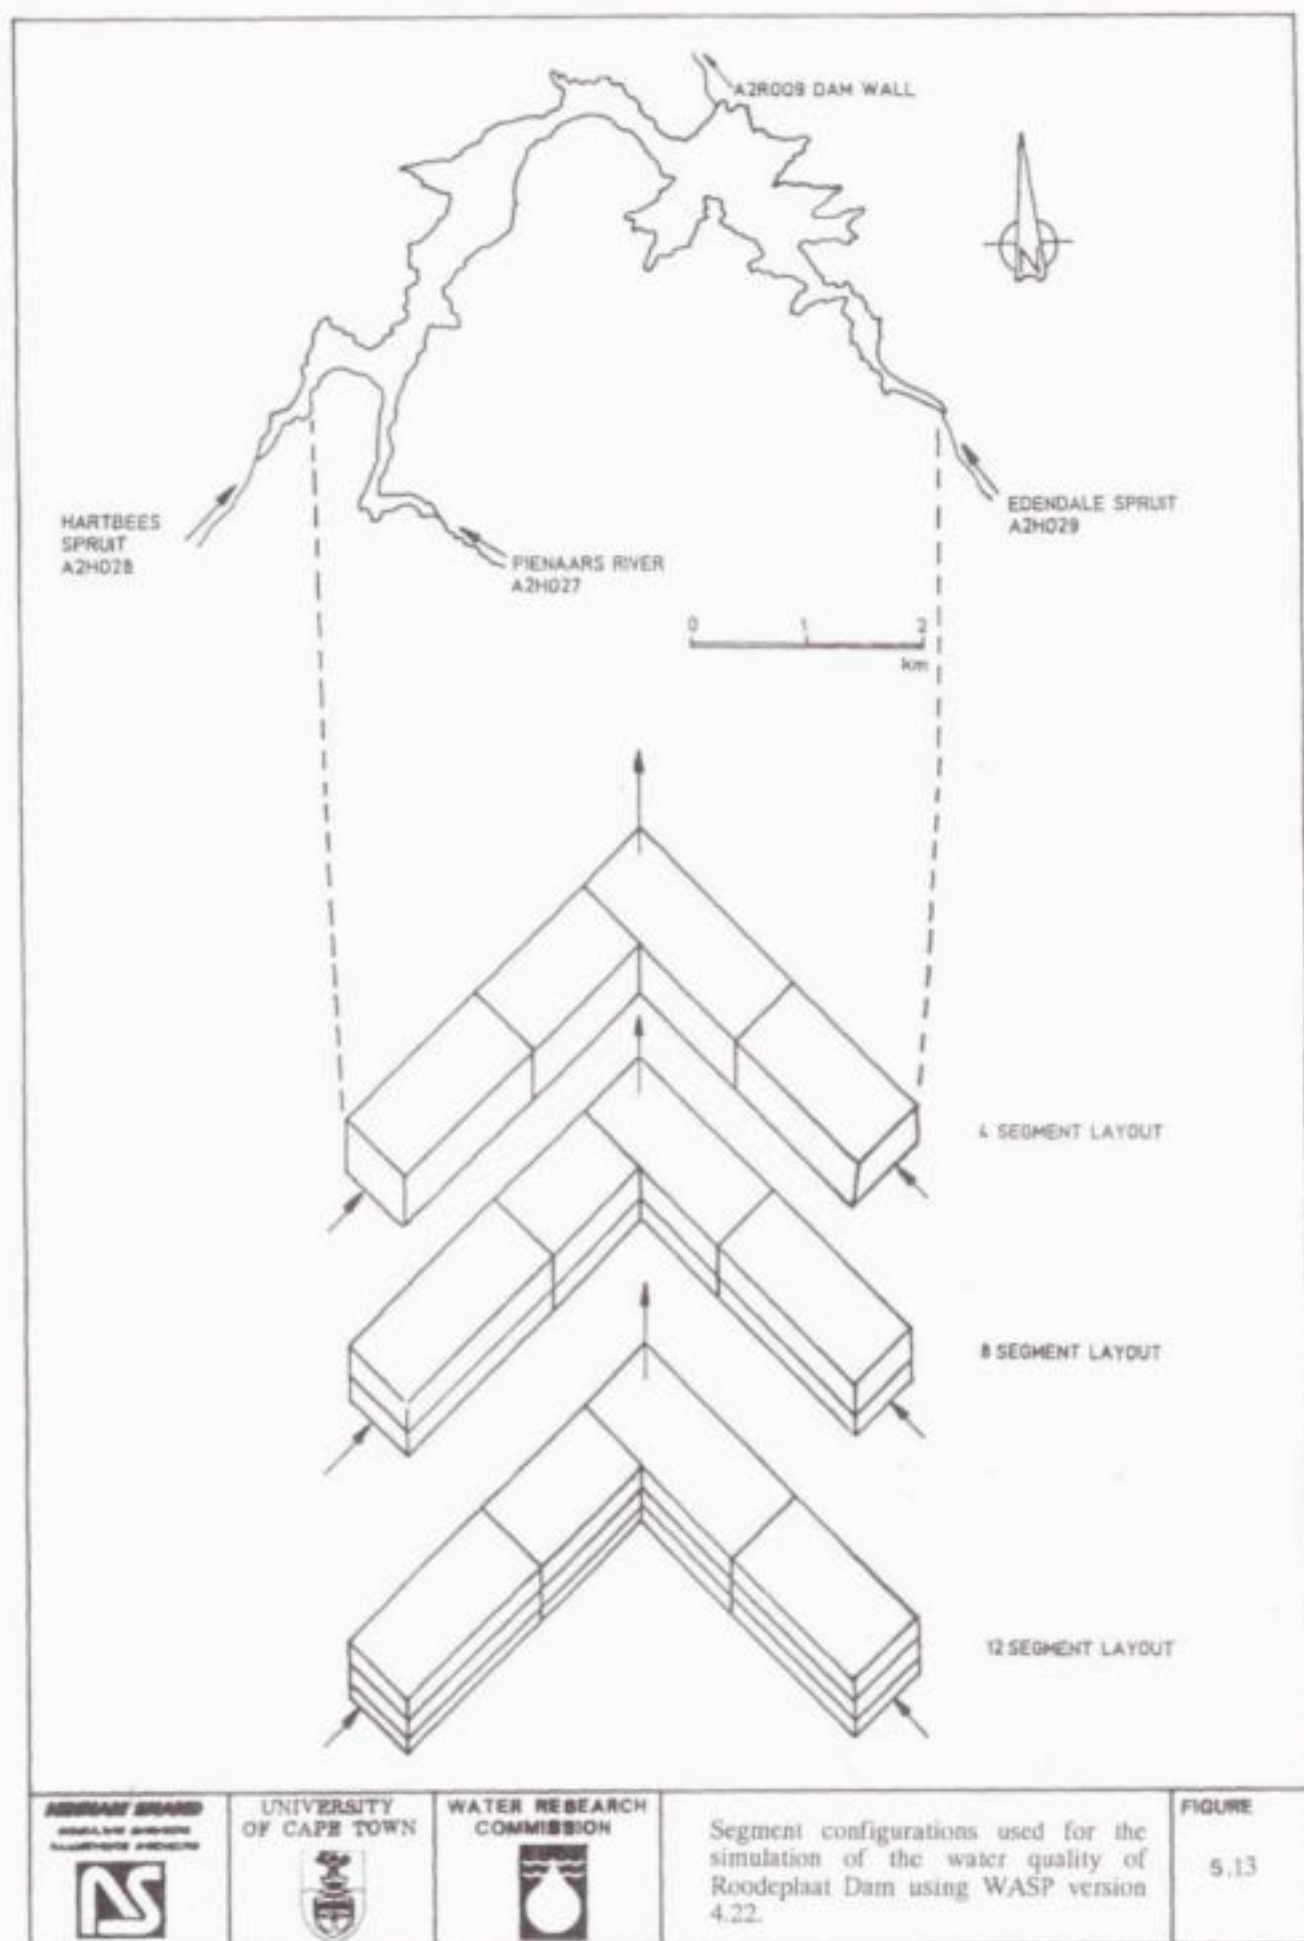 A2R009 DAM WALL
N
HARTBEES
SPRUIT
A2H028
PIENAARS RIVER
A2H027
EDENDALE SPRUIT
A2H029
0 1 2
km
4 SEGMENT LAYOUT
8 SEGMENT LAYOUT
12 SEGMENT LAYOUT
UNIVERSITY
OF CAPE TOWN
WATER RESEARCH
COMMISSION
Segment configurations used for the
simulation of the water quality of
Roodeplaat Dam using WASP version
4.22.
FIGURE
5.13